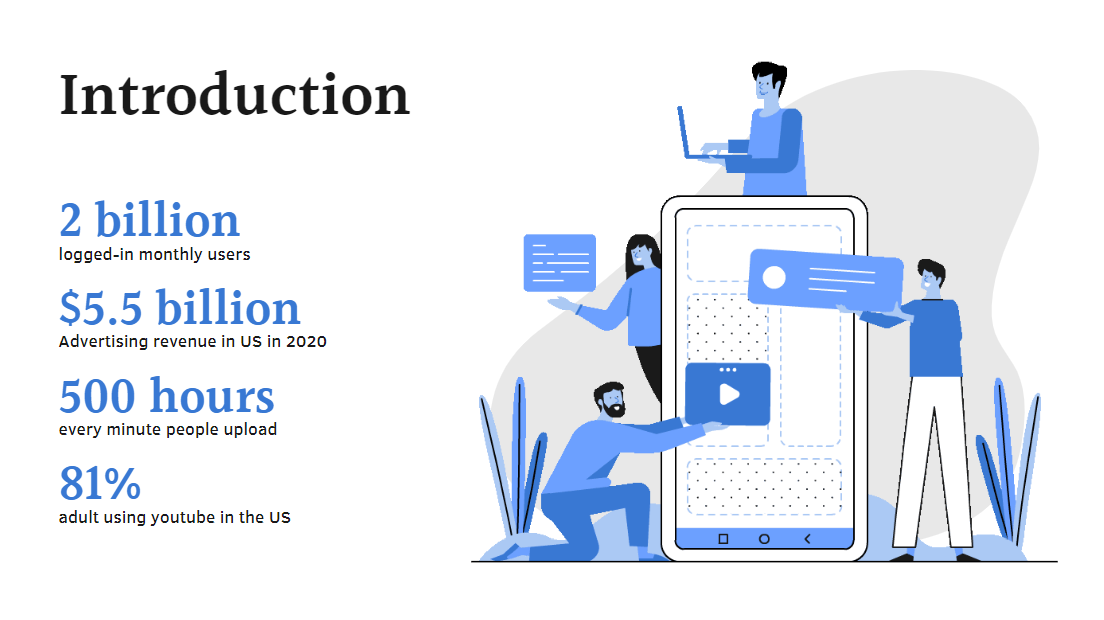 Introduction
2 billion
logged-in monthly users
$5.5 billion
Advertising revenue in US in 2020
500 hours
every minute people upload
81%
adult using youtube in the US